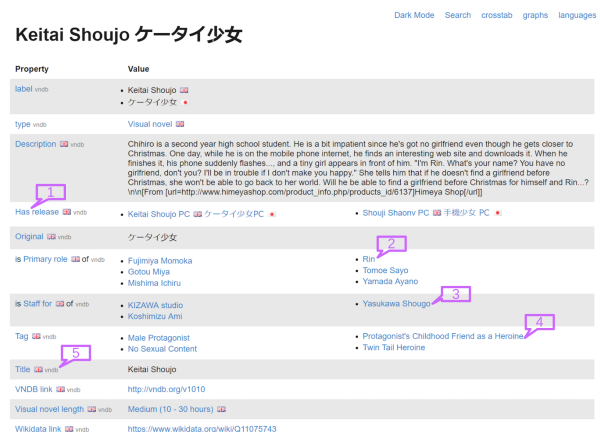 Dark Mode Search crosstab graphs languages
Keitai Shoujo ケータイ少女
Property Value
label vndb • Keitai Shoujo
• ケータイ少女
type vndb Visual novel
Description vndb Chihiro is a second year high school student. He is a bit impatient since he's got no girlfriend even though he gets closer to
Christmas. One day, while he is on the mobile phone internet, he finds an interesting web site and downloads it. When he
finishes it, his phone suddenly flashes..., and a tiny girl appears in front of him. "I'm Rin. What's your name? You have no
girlfriend, don't you? I'll be in trouble if I don't make you happy." She tells him that if he doesn't find a girlfriend before
Christmas, she won't be able to go back to her world. Will he be able to find a girlfriend before Christmas for himself and Rin...?
\n\n[From [url=http://www.himeyashop.com/product_info.php/products_id/6137]Himeya Shop[/url]]
1
Has release vndb • Keitai Shoujo PC ケータイ少女PC • Shouji Shaonv PC 手機少女 PC
Original vndb ケータイ少女
2
is Primary role of vndb • Fujimiya Momoka • Rin
• Gotou Miya • Tomoe Sayo
• Mishima Ichiru • Yamada Ayano
3
is Staff for of vndb • KIZAWA studio • Yasukawa Shougo
• Koshimizu Ami
4
Tag vndb • Male Protagonist • Protagonist's Childhood Friend as a Heroine
• No Sexual Content • Twin Tail Heroine
5
Title vndb Keitai Shoujo
VNDB link vndb http://vndb.org/v1010
Visual novel length vndb Medium (10 - 30 hours)
Wikidata link vndb https://www.wikidata.org/wiki/Q11075743